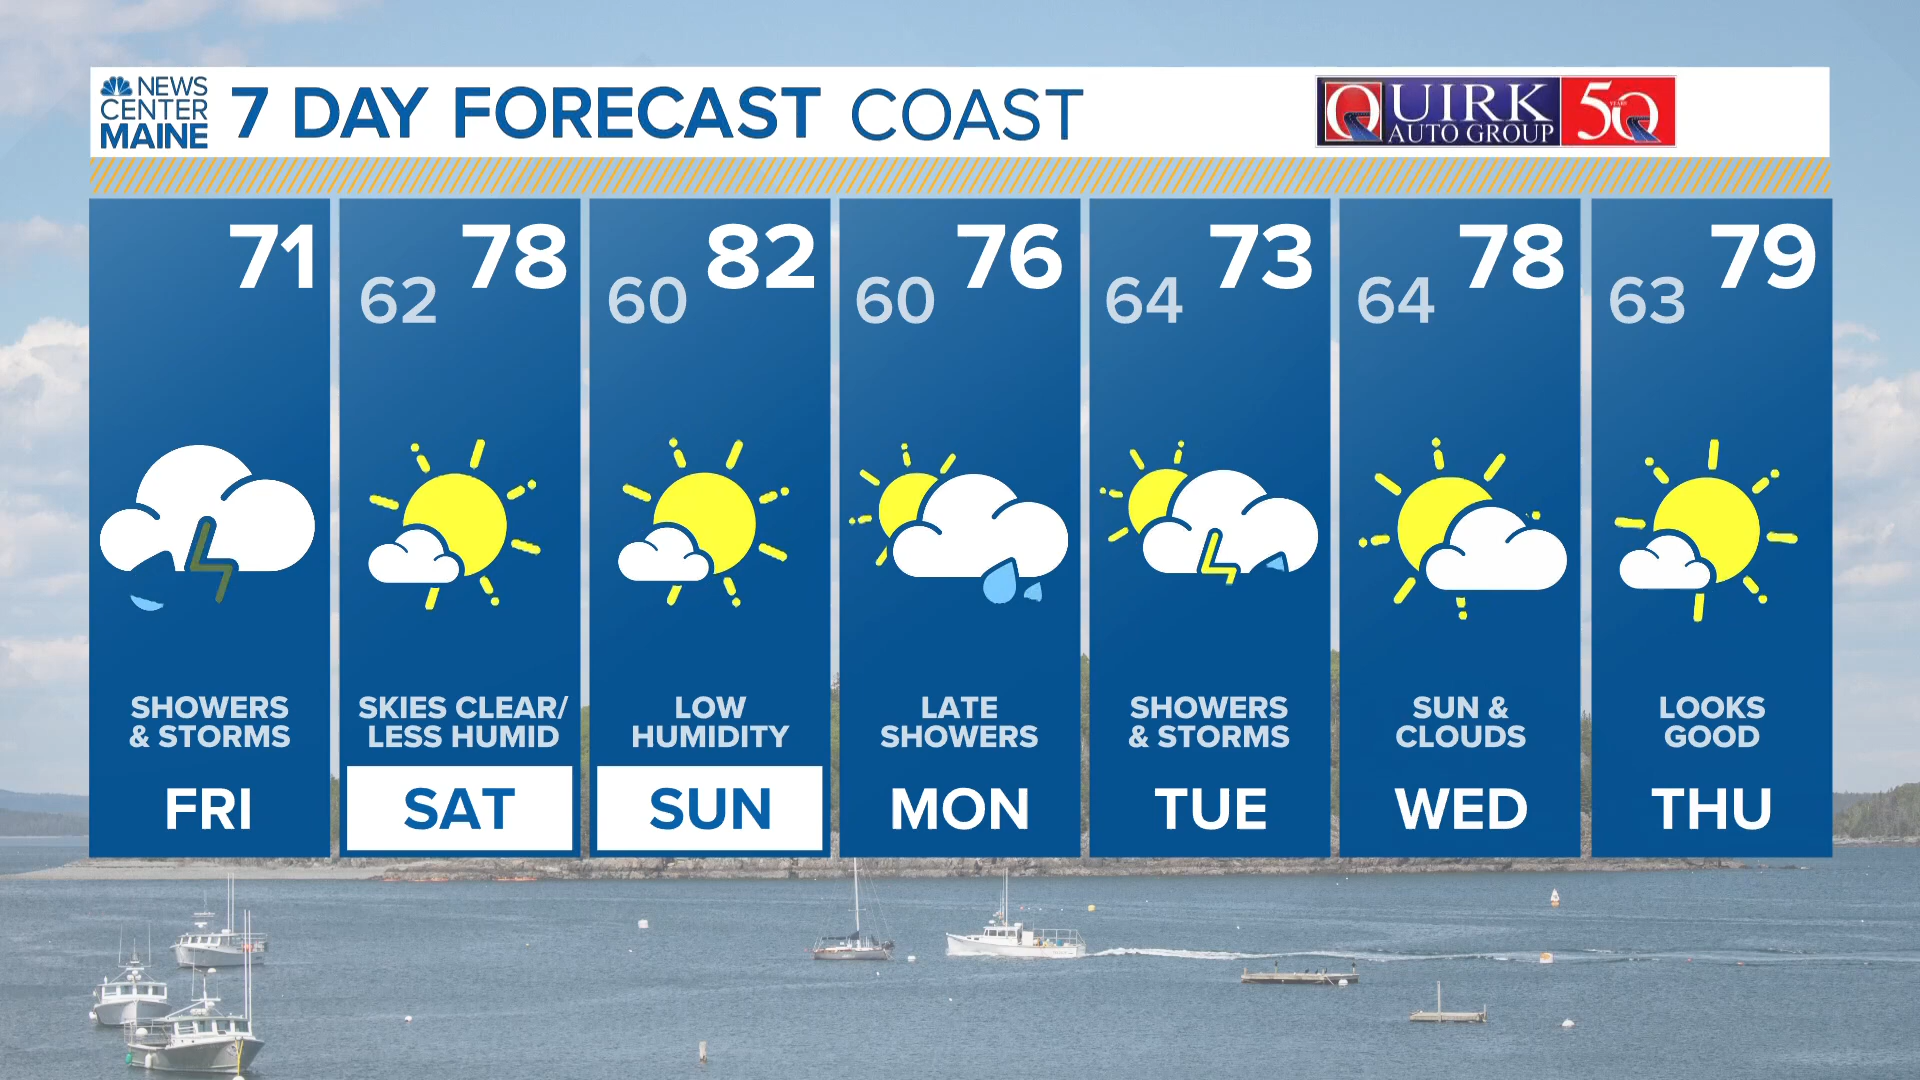 NEWS
CENTER
MAINE
7 DAY FORECAST COAST
QUIRK
AUTO GROUP
50
YEARS
71
62 78
60 82
60 76
64 73
64 78
63 79
SHOWERS
& STORMS
SKIES CLEAR/
LESS HUMID
LOW
HUMIDITY
LATE
SHOWERS
SHOWERS
& STORMS
SUN &
CLOUDS
LOOKS
GOOD
FRI
SAT
SUN
MON
TUE
WED
THU